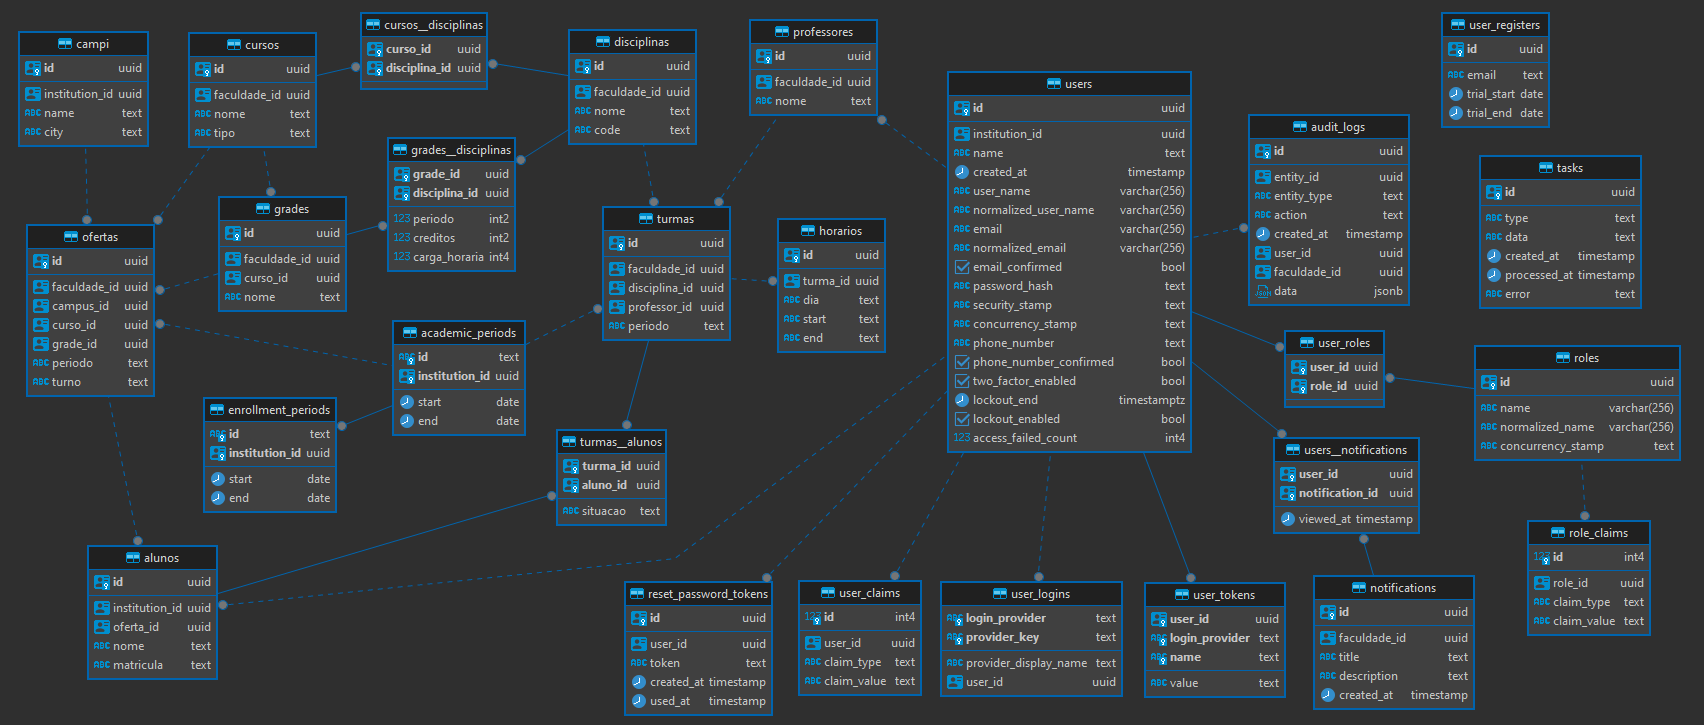 campi
id uuid
institution_id uuid
name text
city text
cursos
id uuid
faculdade_id uuid
nome text
tipo text
cursos__disciplinas
curso_id uuid
disciplina_id uuid
disciplinas
id uuid
faculdade_id uuid
nome text
code text
professores
id uuid
faculdade_id uuid
nome text
users
id uuid
institution_id uuid
name text
created_at timestamp
user_name varchar(256)
normalized_user_name varchar(256)
email varchar(256)
normalized_email varchar(256)
email_confirmed bool
password_hash text
security_stamp text
concurrency_stamp text
phone_number text
phone_number_confirmed bool
two_factor_enabled bool
lockout_end timestamptz
lockout_enabled bool
access_failed_count int4
user_registers
id uuid
email text
trial_start date
trial_end date
audit_logs
id uuid
entity_id uuid
entity_type text
action text
created_at timestamp
user_id uuid
faculdade_id uuid
data jsonb
tasks
id uuid
type text
data text
created_at timestamp
processed_at timestamp
error text
grades__disciplinas
grade_id uuid
disciplina_id uuid
periodo int2
creditos int2
carga_horaria int4
grades
id uuid
faculdade_id uuid
curso_id uuid
nome text
ofertas
id uuid
faculdade_id uuid
campus_id uuid
curso_id uuid
grade_id uuid
periodo text
turno text
turmas
id uuid
faculdade_id uuid
disciplina_id uuid
professor_id uuid
periodo text
horarios
id uuid
turma_id uuid
dia text
start text
end text
academic_periods
id text
institution_id uuid
start date
end date
enrollment_periods
id text
institution_id uuid
start date
end date
turmas__alunos
turma_id uuid
aluno_id uuid
situacao text
user_roles
user_id uuid
role_id uuid
roles
id uuid
name varchar(256)
normalized_name varchar(256)
concurrency_stamp text
users__notifications
user_id uuid
notification_id uuid
viewed_at timestamp
role_claims
id int4
role_id uuid
claim_type text
claim_value text
alunos
id uuid
institution_id uuid
oferta_id uuid
nome text
matricula text
reset_password_tokens
id uuid
user_id uuid
token text
created_at timestamp
used_at timestamp
user_claims
id int4
user_id uuid
claim_type text
claim_value text
user_logins
login_provider text
provider_key text
provider_display_name text
user_id uuid
user_tokens
user_id uuid
login_provider text
name text
value text
notifications
id uuid
faculdade_id uuid
title text
description text
created_at timestamp